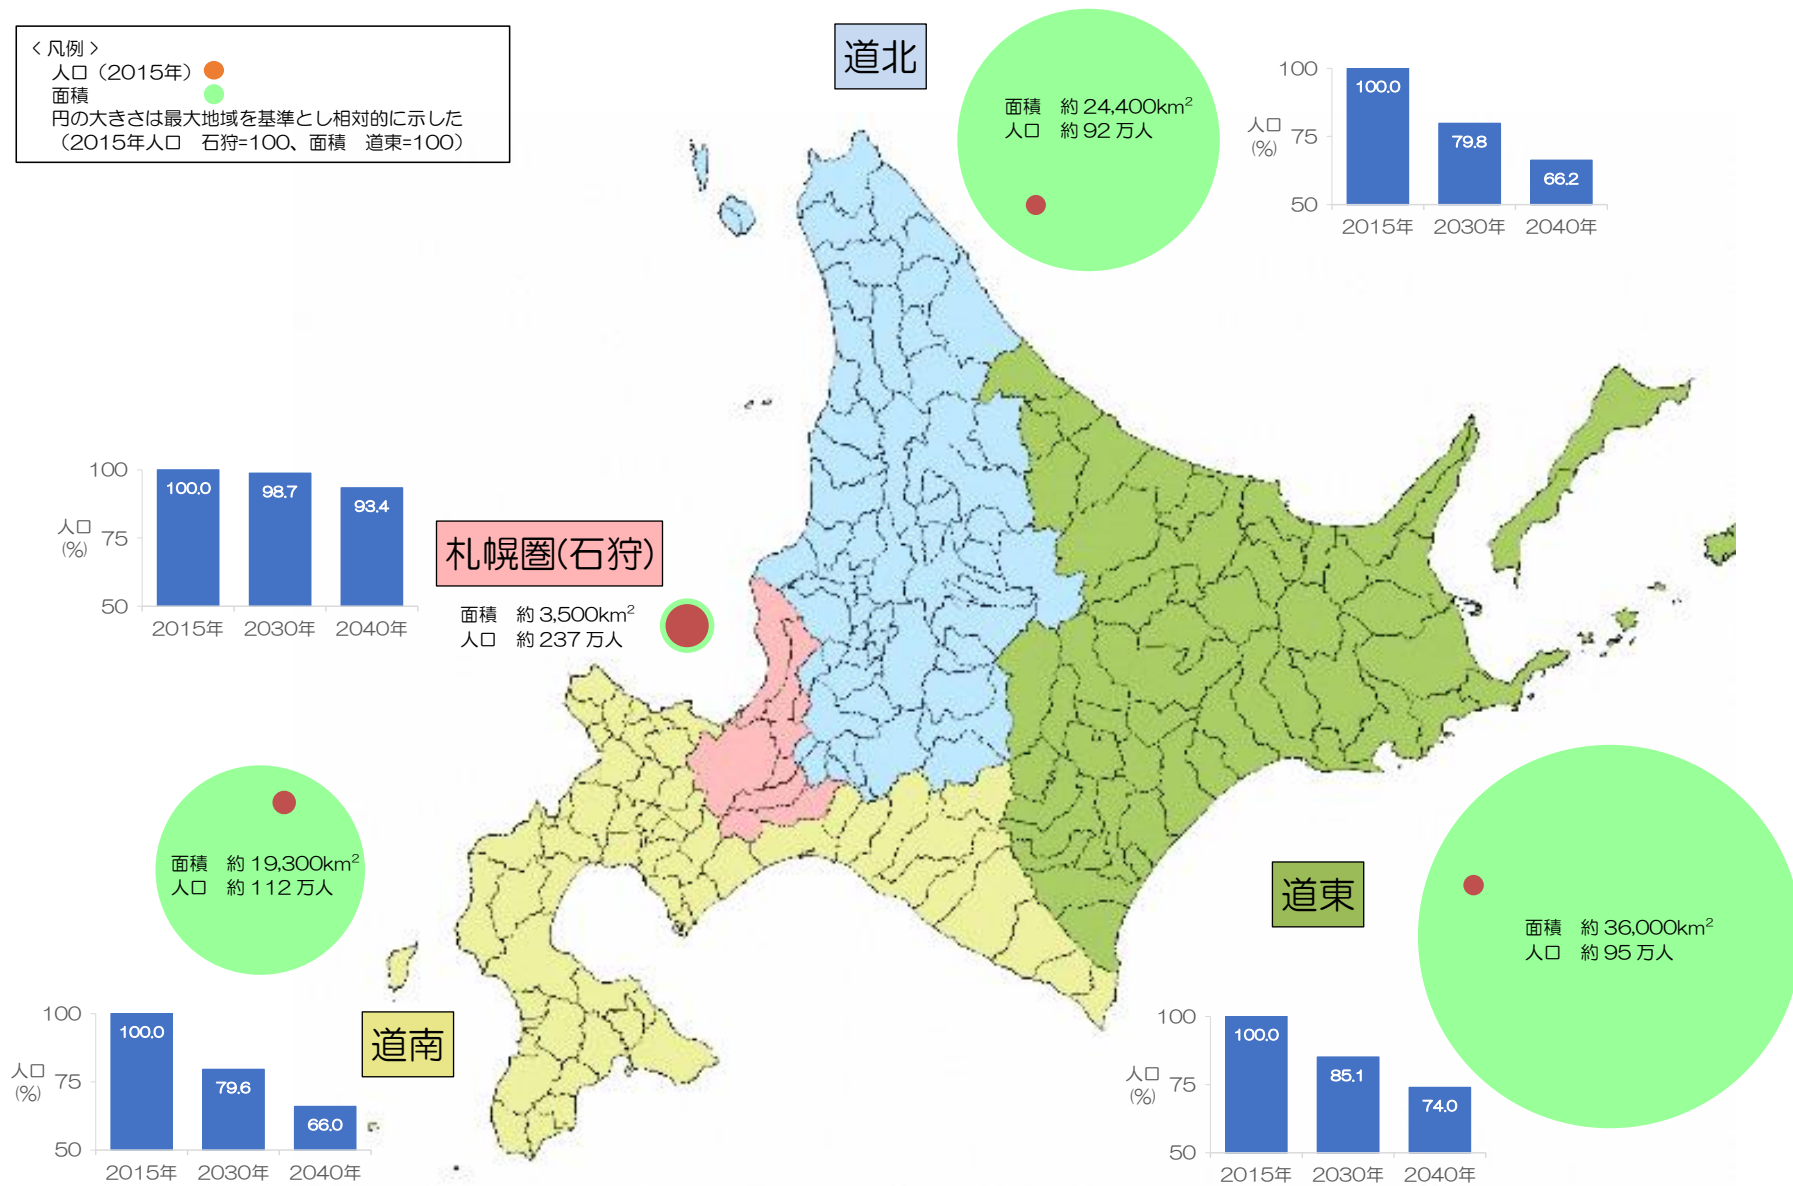 〈 凡例 〉
人口（2015年）
面積
円の大きさは最大地域を基準とし相対的に示した
（2015年人口　石狩=100、面積　道東=100）
道北
面積　約 24,400km²
人口　約 92 万人
人口
(%)
100
75
50
100.0
79.8
66.2
2015年 2030年 2040年
人口
(%)
100
75
50
100.0
98.7
93.4
2015年 2030年 2040年
札幌圏(石狩)
面積　約 3,500km²
人口　約 237 万人
面積　約 19,300km²
人口　約 112 万人
道南
人口
(%)
100
75
50
100.0
79.6
66.0
2015年 2030年 2040年
道東
面積　約 36,000km²
人口　約 95 万人
人口
(%)
100
75
50
100.0
85.1
74.0
2015年 2030年 2040年